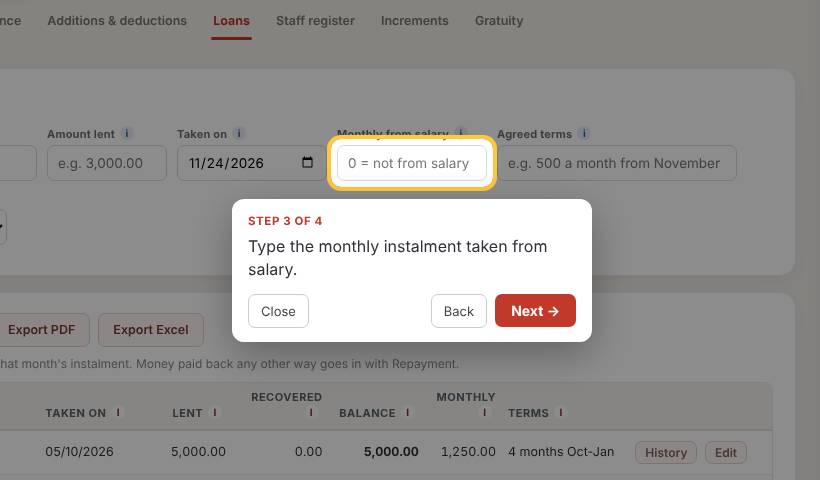 nce Additions & deductions Loans Staff register Increments Gratuity
Amount lent i Taken on i Monthly from salary i Agreed terms i
e.g. 3,000.00 11/24/2026 0 = not from salary e.g. 500 a month from November
STEP 3 OF 4
Type the monthly instalment taken from
salary.
Close Back Next →
Export PDF Export Excel
hat month's instalment. Money paid back any other way goes in with Repayment.
TAKEN ON I LENT I RECOVERED I BALANCE I MONTHLY I TERMS I
05/10/2026 5,000.00 0.00 5,000.00 1,250.00 4 months Oct-Jan History Edit